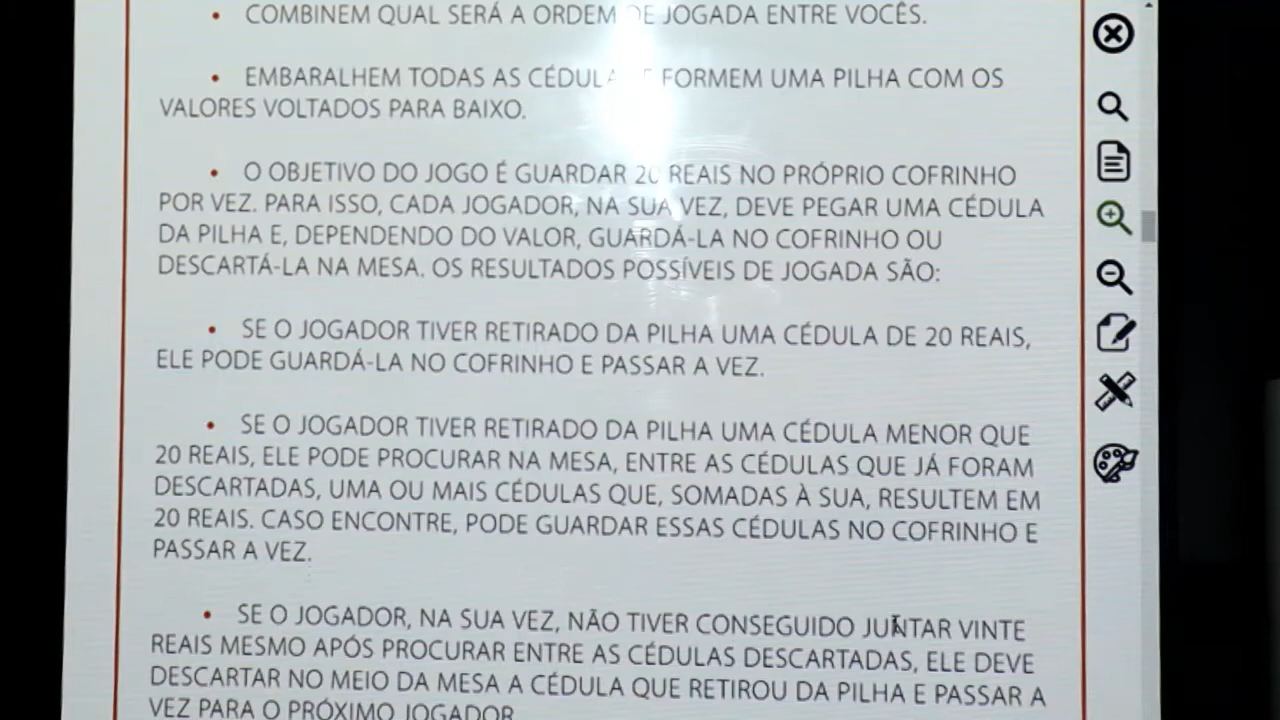 • COMBINEM QUAL SERÁ A ORDEM DE JOGADA ENTRE VOCÊS.
• EMBARALHEM TODAS AS CÉDULA E FORMEM UMA PILHA COM OS
VALORES VOLTADOS PARA BAIXO.
• O OBJETIVO DO JOGO É GUARDAR 20 REAIS NO PRÓPRIO COFRINHO
POR VEZ. PARA ISSO, CADA JOGADOR, NA SUA VEZ, DEVE PEGAR UMA CÉDULA
DA PILHA E, DEPENDENDO DO VALOR, GUARDÁ-LA NO COFRINHO OU
DESCARTÁ-LA NA MESA. OS RESULTADOS POSSÍVEIS DE JOGADA SÃO:
• SE O JOGADOR TIVER RETIRADO DA PILHA UMA CÉDULA DE 20 REAIS,
ELE PODE GUARDÁ-LA NO COFRINHO E PASSAR A VEZ.
• SE O JOGADOR TIVER RETIRADO DA PILHA UMA CÉDULA MENOR QUE
20 REAIS, ELE PODE PROCURAR NA MESA, ENTRE AS CÉDULAS QUE JÁ FORAM
DESCARTADAS, UMA OU MAIS CÉDULAS QUE, SOMADAS À SUA, RESULTEM EM
20 REAIS. CASO ENCONTRE, PODE GUARDAR ESSAS CÉDULAS NO COFRINHO E
PASSAR A VEZ.
• SE O JOGADOR, NA SUA VEZ, NÃO TIVER CONSEGUIDO JUNTAR VINTE
REAIS MESMO APÓS PROCURAR ENTRE AS CÉDULAS DESCARTADAS, ELE DEVE
DESCARTAR NO MEIO DA MESA A CÉDULA QUE RETIROU DA PILHA E PASSAR A
VEZ PARA O PRÓXIMO JOGADOR